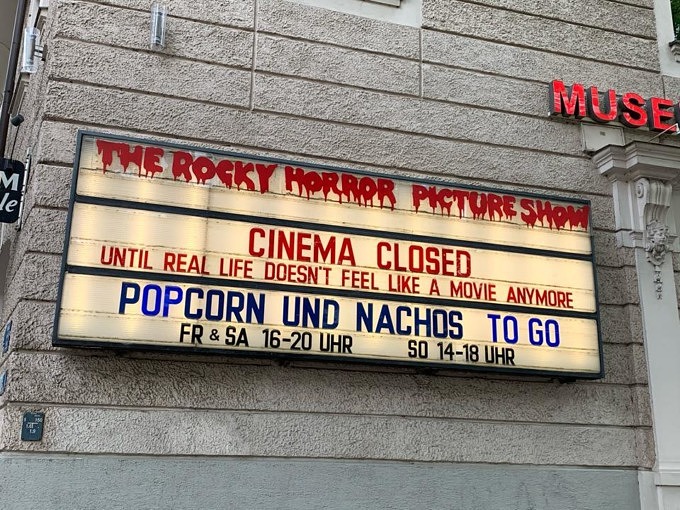 MUSE
M
le
THE ROCKY HORROR PICTURE SHOW
CINEMA CLOSED
UNTIL REAL LIFE DOESN'T FEEL LIKE A MOVIE ANYMORE
POPCORN UND NACHOS TO GO
FR & SA 16-20 UHR SO 14-18 UHR